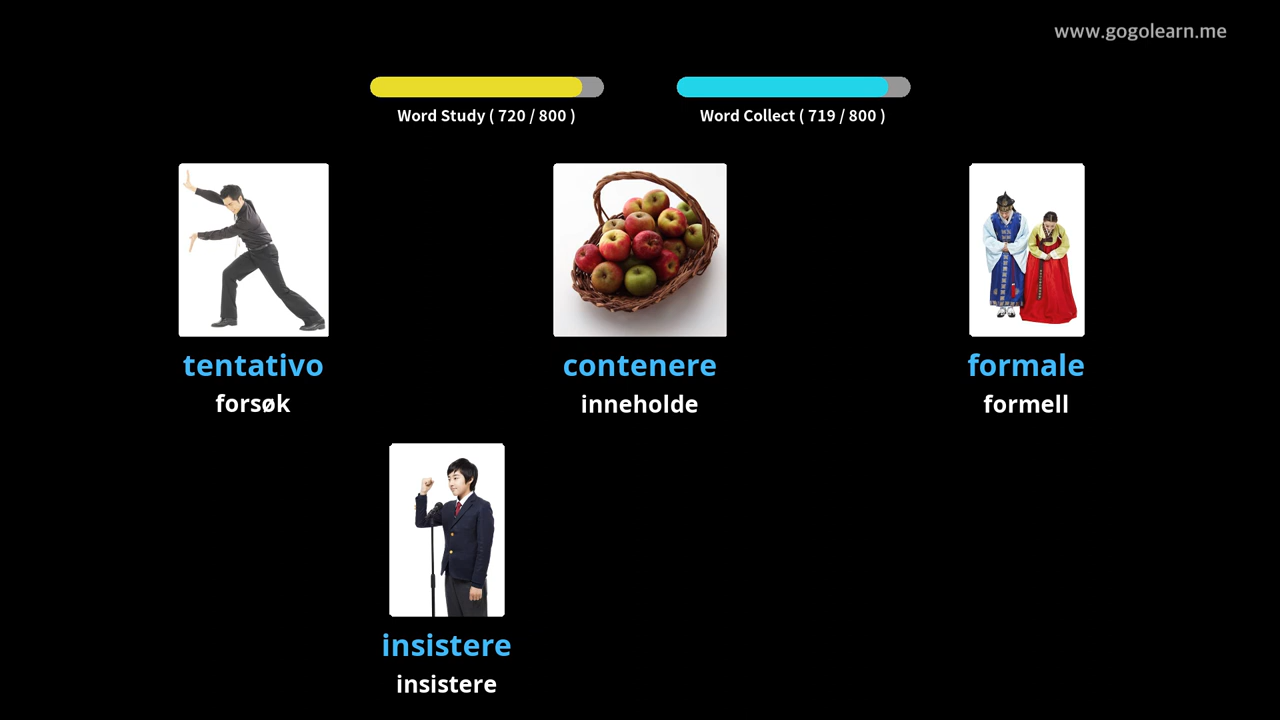 www.gogolearn.me
Word Study ( 720 / 800 )
Word Collect ( 719 / 800 )
tentativo
forsøk
contenere
inneholde
formale
formell
insistere
insistere